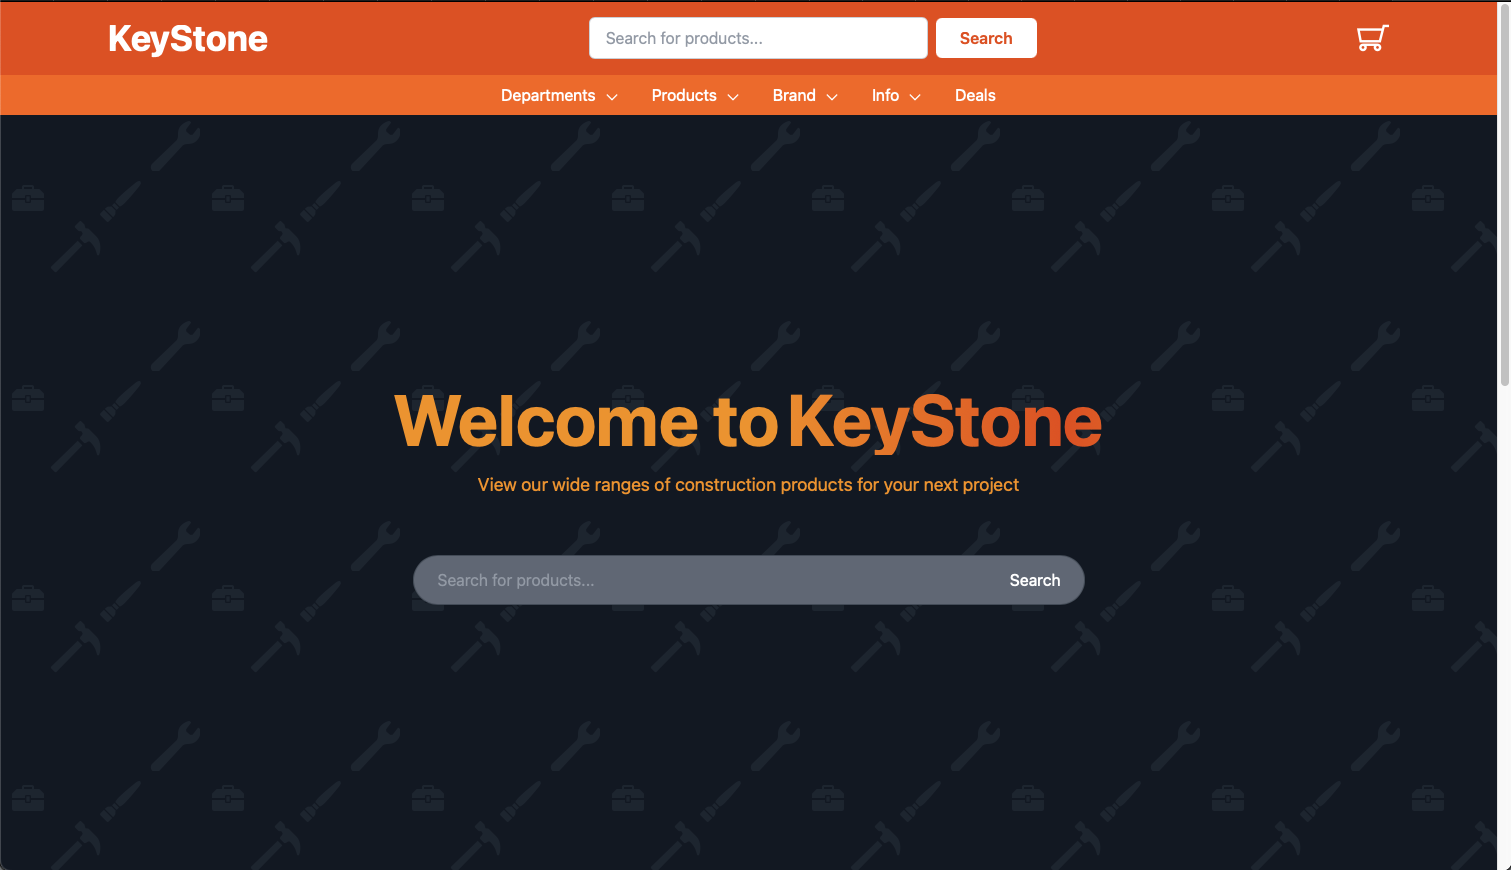 KeyStone
Search for products...
Search
Departments
Products
Brand
Info
Deals
Welcome to KeyStone
View our wide ranges of construction products for your next project
Search for products...
Search